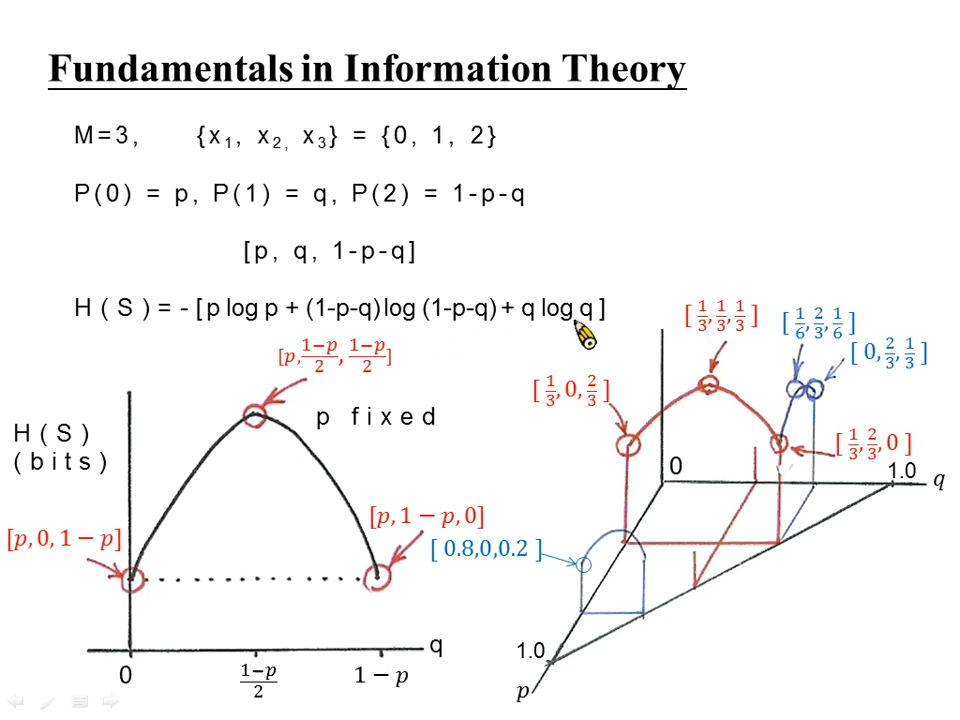 Fundamentals in Information Theory
M=3, {x₁, x₂, x₃} = {0, 1, 2}
P(0) = p, P(1) = q, P(2) = 1-p-q
[p, q, 1-p-q]
H(S) = - [p log p + (1-p-q) log (1-p-q) + q log q]
[p, (1−p)/2, (1−p)/2]
p fixed
H(S)
(bits)
[p, 0, 1 − p]
[p, 1 − p, 0]
q
0
(1−p)/2
1 − p
[1/3, 1/3, 1/3]
[1/6, 2/3, 1/6]
[0, 2/3, 1/3]
[1/3, 0, 2/3]
[1/3, 2/3, 0]
0
1.0
q
[0.8,0,0.2]
1.0
p